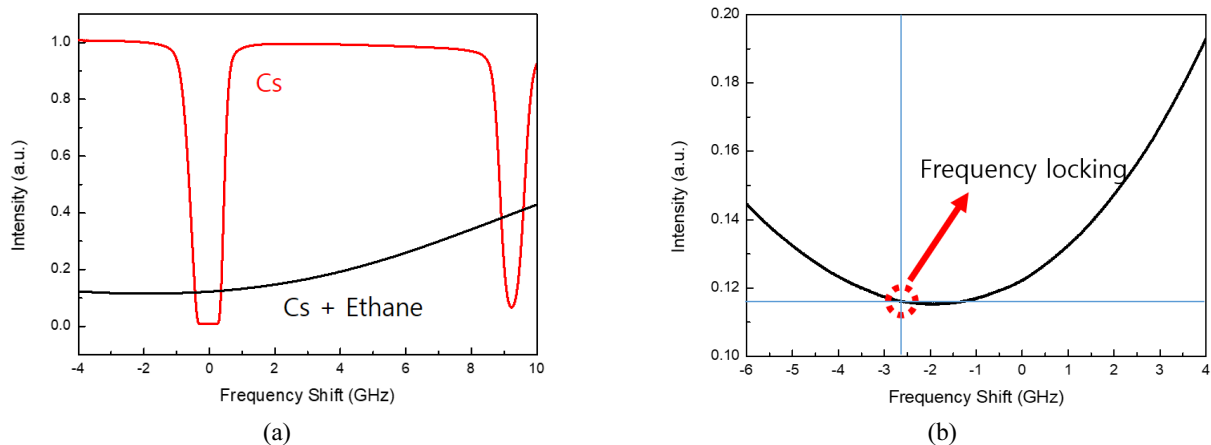 1.0
0.8
0.6
0.4
0.2
0.0
Intensity (a.u.)
Cs
Cs + Ethane
-4 -2 0 2 4 6 8 10
Frequency Shift (GHz)
(a)
0.20
0.18
0.16
0.14
0.12
0.10
Intensity (a.u.)
Frequency locking
-6 -5 -4 -3 -2 -1 0 1 2 3 4
Frequency Shift (GHz)
(b)